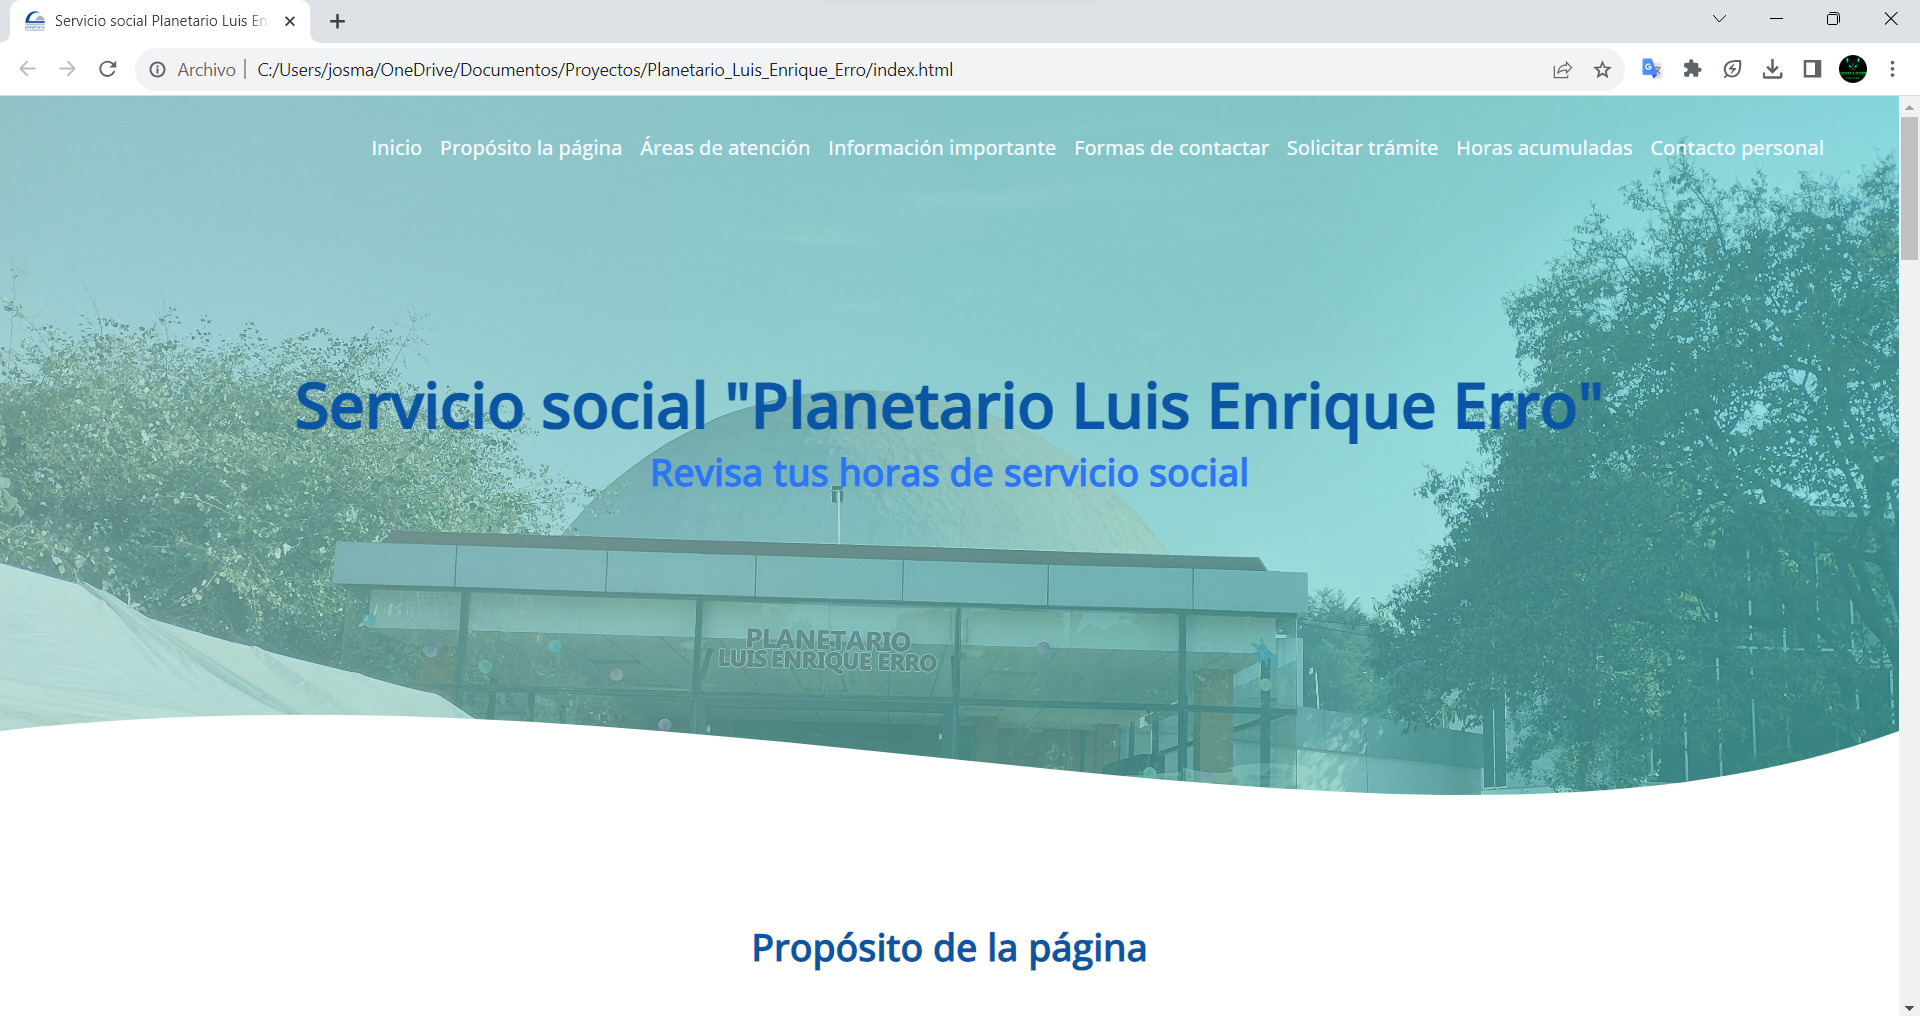 Servicio social Planetario Luis En
Archivo | C:/Users/josma/OneDrive/Documentos/Proyectos/Planetario_Luis_Enrique_Erro/index.html
Inicio Propósito la página Áreas de atención Información importante Formas de contactar Solicitar trámite Horas acumuladas Contacto personal
Servicio social "Planetario Luis Enrique Erro"
Revisa tus horas de servicio social
PLANETARIO
LUIS ENRIQUE ERRO
Propósito de la página